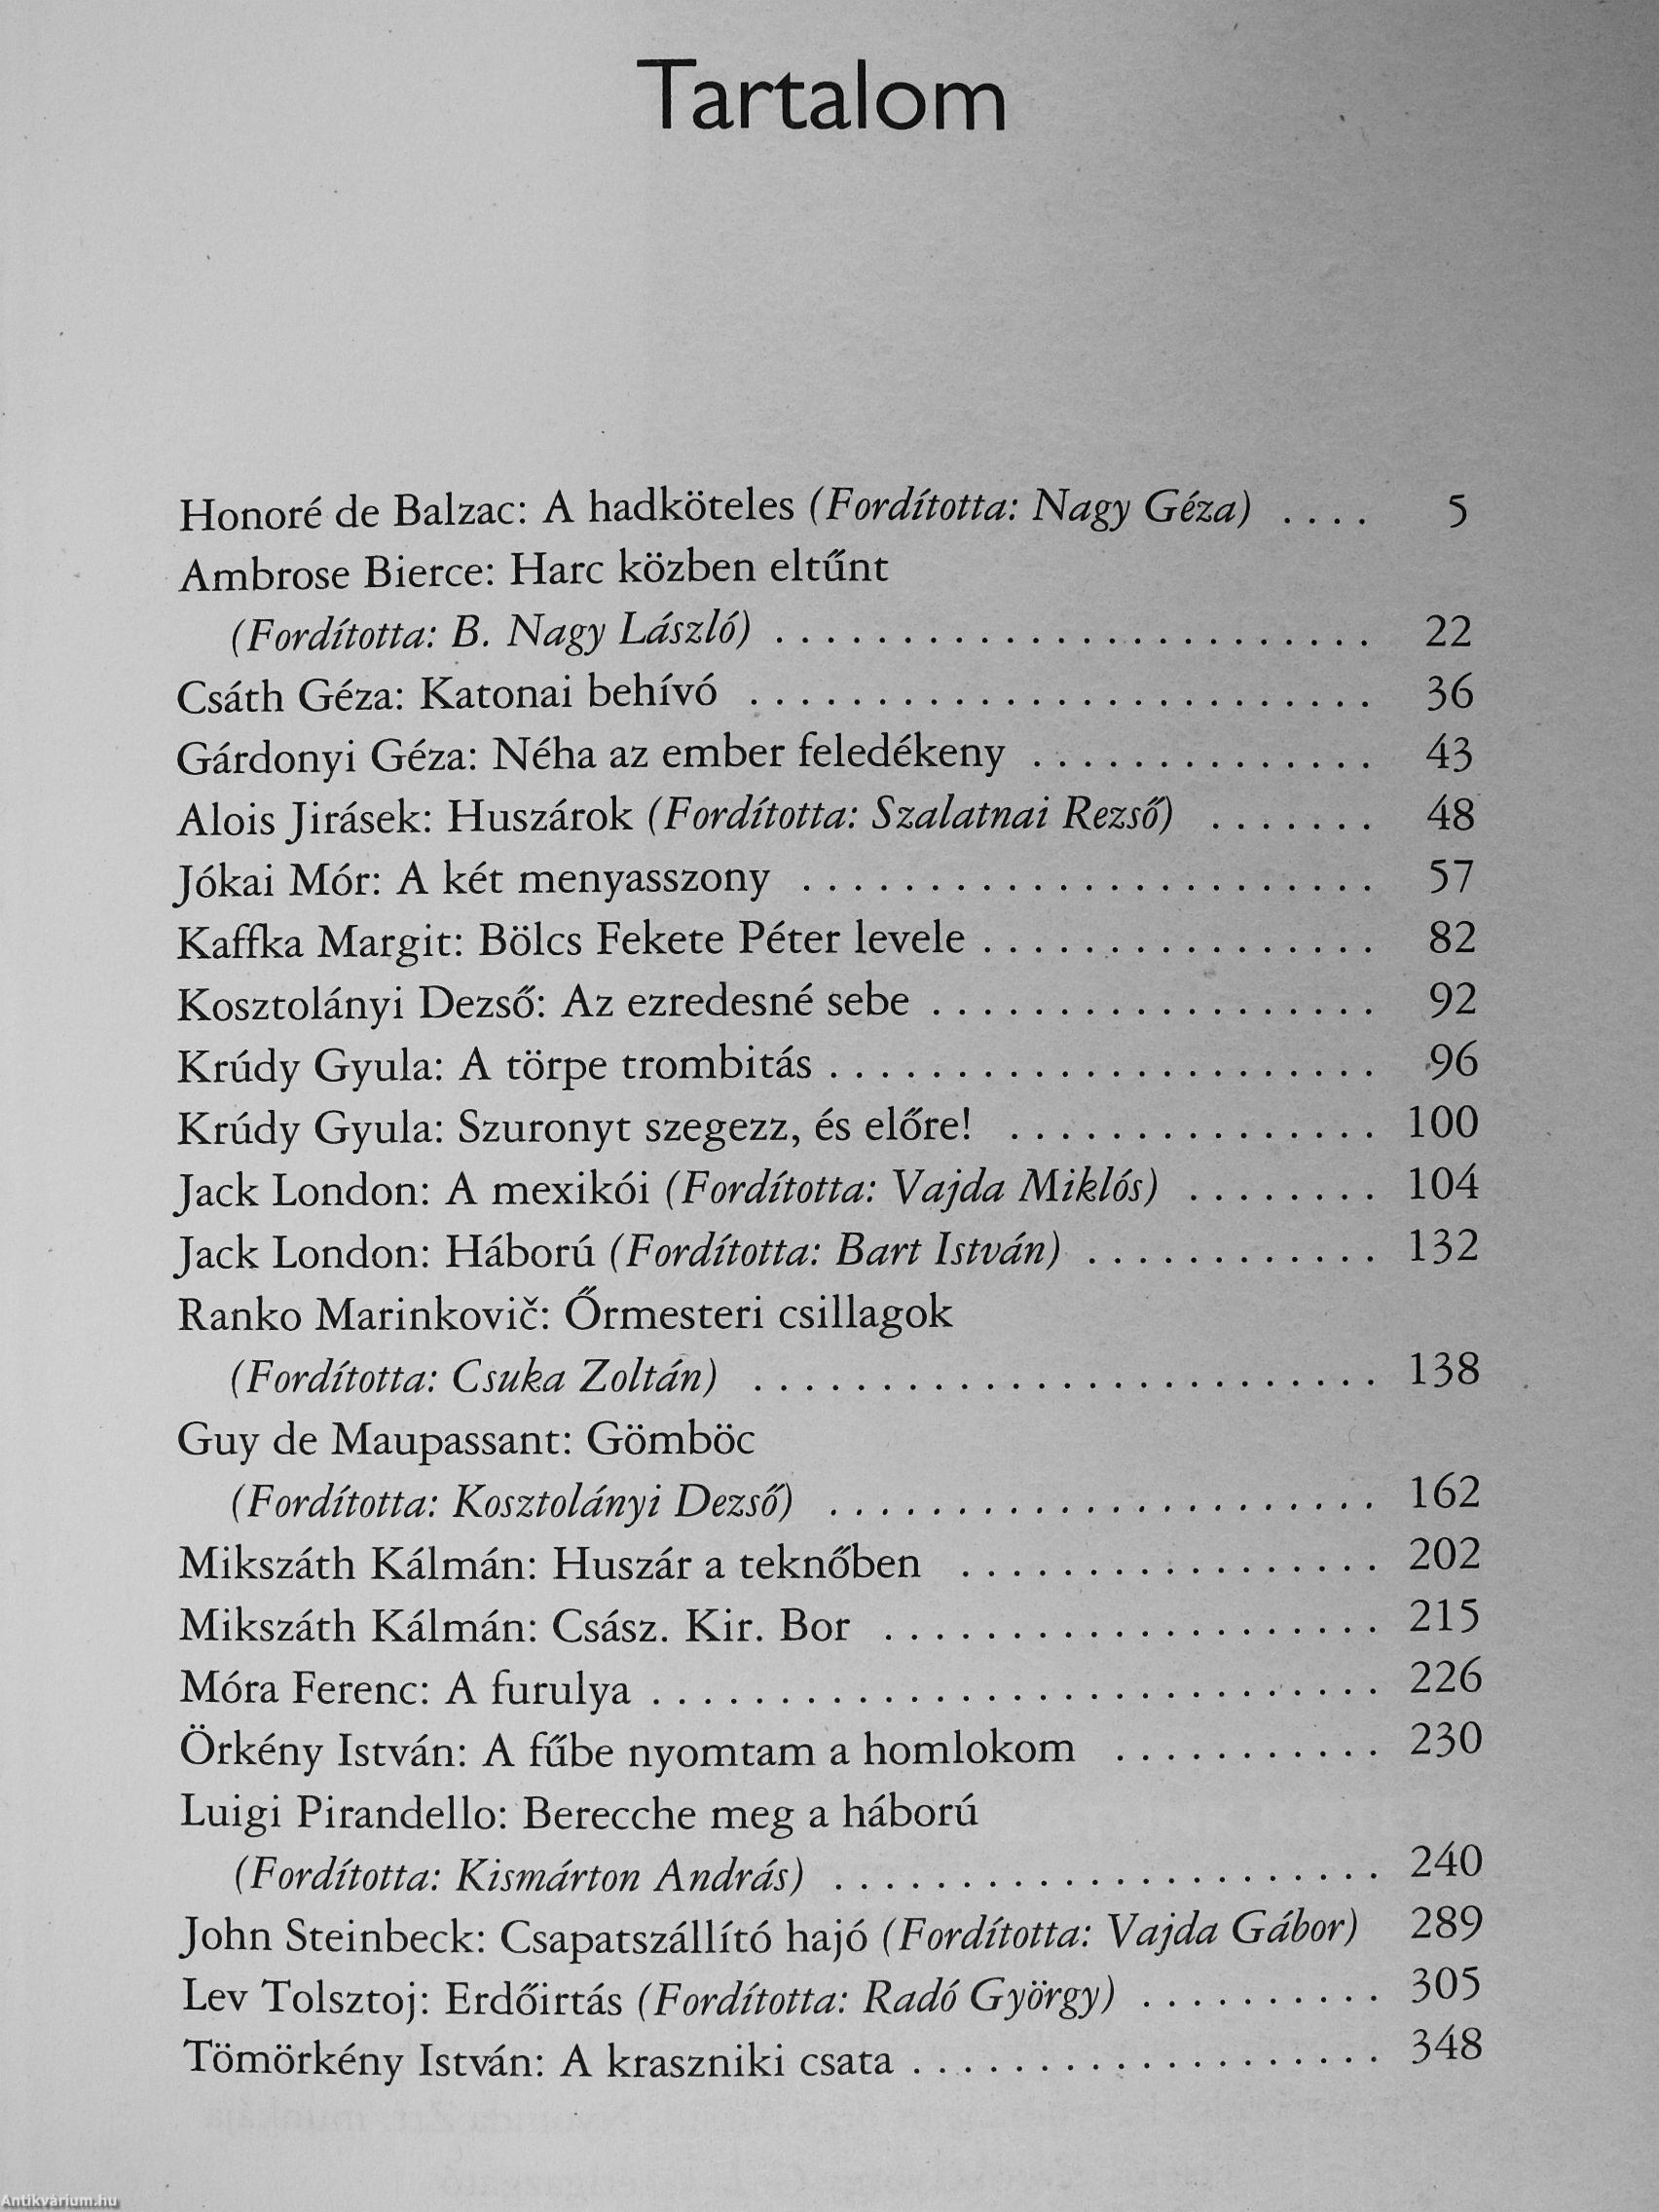 Tartalom
Honoré de Balzac: A hadköteles (Fordította: Nagy Géza) .... 5
Ambrose Bierce: Harc közben eltűnt
(Fordította: B. Nagy László) ........................ 22
Csáth Géza: Katonai behívó ......................... 36
Gárdonyi Géza: Néha az ember feledékeny .............. 43
Alois Jirásek: Huszárok (Fordította: Szalatnai Rezső) ....... 48
Jókai Mór: A két menyasszony ....................... 57
Kaffka Margit: Bölcs Fekete Péter levele ................ 82
Kosztolányi Dezső: Az ezredesné sebe .................. 92
Krúdy Gyula: A törpe trombitás ...................... 96
Krúdy Gyula: Szuronyt szegezz, és előre! ............... 100
Jack London: A mexikói (Fordította: Vajda Miklós) ........ 104
Jack London: Háború (Fordította: Bart István) ............ 132
Ranko Marinkovič: Őrmesteri csillagok
(Fordította: Csuka Zoltán) ......................... 138
Guy de Maupassant: Gömböc
(Fordította: Kosztolányi Dezső) ...................... 162
Mikszáth Kálmán: Huszár a teknőben ................. 202
Mikszáth Kálmán: Csász. Kir. Bor .................... 215
Móra Ferenc: A furulya ............................. 226
Örkény István: A fűbe nyomtam a homlokom ........... 230
Luigi Pirandello: Berecche meg a háború
(Fordította: Kismárton András) ...................... 240
John Steinbeck: Csapatszállító hajó (Fordította: Vajda Gábor) 289
Lev Tolsztoj: Erdőirtás (Fordította: Radó György) .......... 305
Tömörkény István: A kraszniki csata ................... 348
Antikvarium.hu